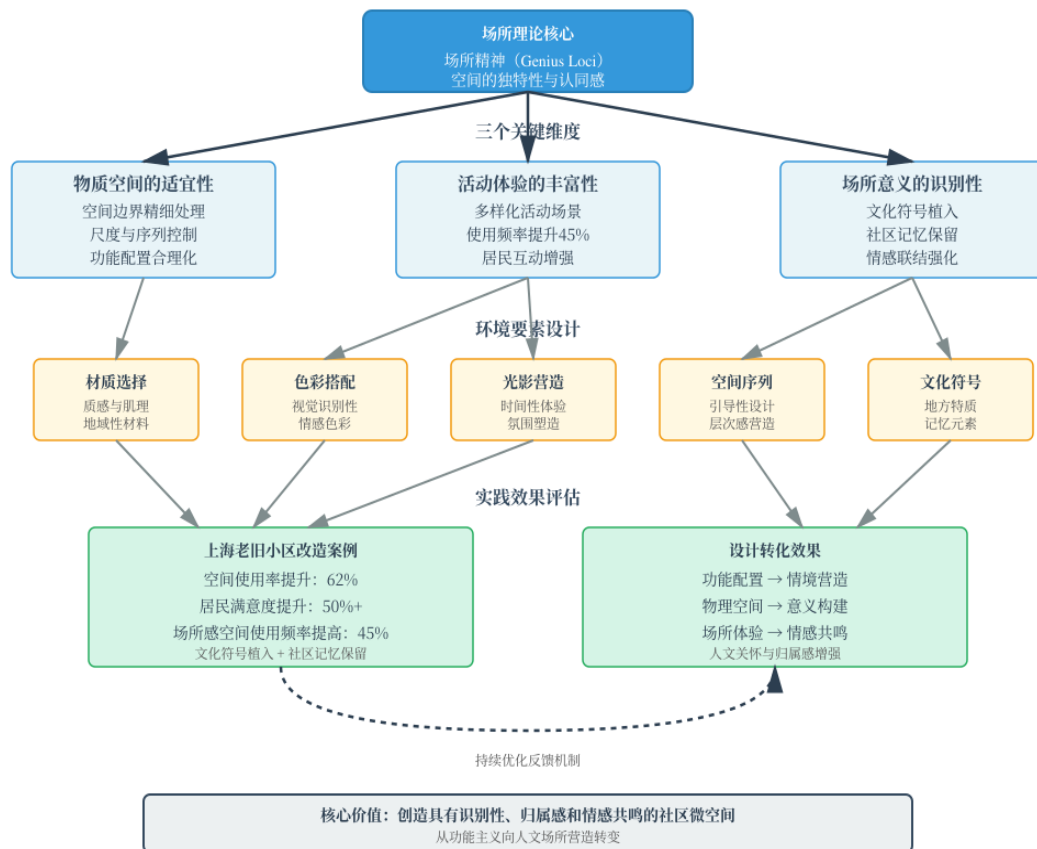 场所理论核心
场所精神（Genius Loci）
空间的独特性与认同感
三个关键维度
物质空间的适宜性
空间边界精细处理
尺度与序列控制
功能配置合理化
活动体验的丰富性
多样化活动场景
使用频率提升45%
居民互动增强
场所意义的识别性
文化符号植入
社区记忆保留
情感联结强化
环境要素设计
材质选择
质感与肌理
地域性材料
色彩搭配
视觉识别性
情感色彩
光影营造
时间性体验
氛围塑造
空间序列
引导性设计
层次感营造
文化符号
地方特质
记忆元素
实践效果评估
上海老旧小区改造案例
空间使用率提升：62%
居民满意度提升：50%+
场所感空间使用频率提高：45%
文化符号植入 + 社区记忆保留
设计转化效果
功能配置 → 情境营造
物理空间 → 意义构建
场所体验 → 情感共鸣
人文关怀与归属感增强
持续优化反馈机制
核心价值：创造具有识别性、归属感和情感共鸣的社区微空间
从功能主义向人文场所营造转变